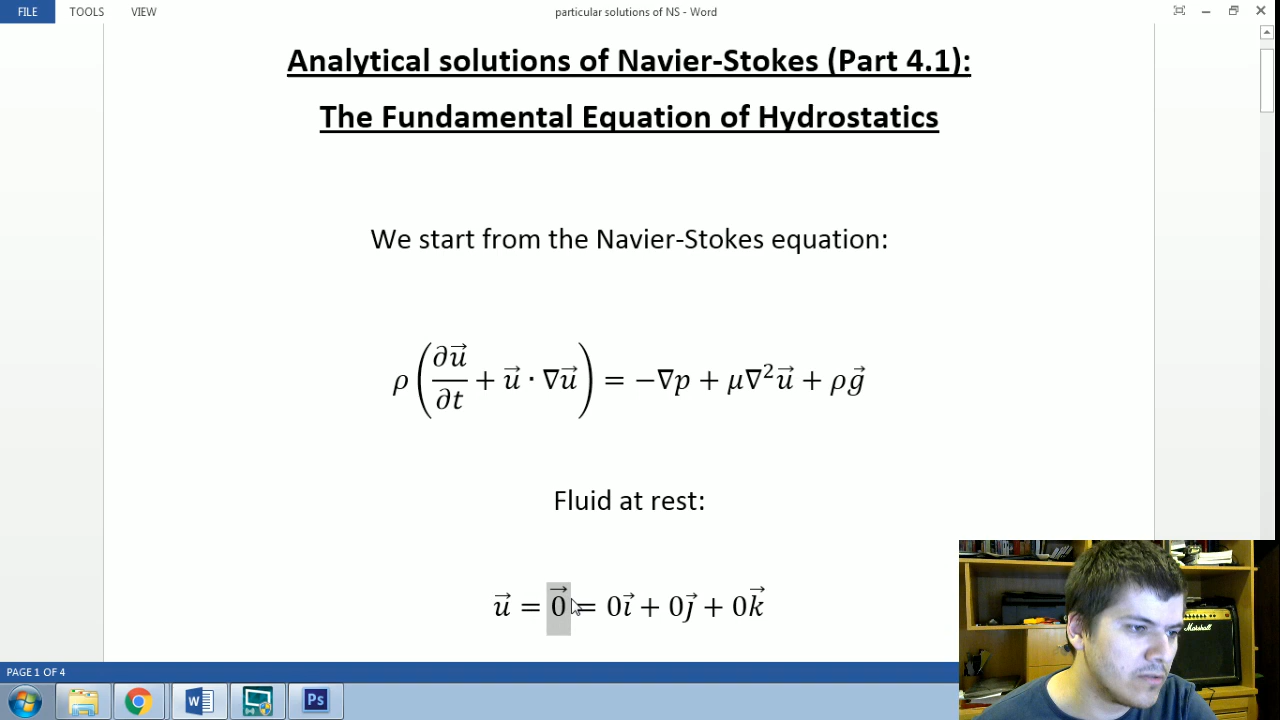 FILE TOOLS VIEW particular solutions of NS - Word
Analytical solutions of Navier-Stokes (Part 4.1):
The Fundamental Equation of Hydrostatics
We start from the Navier-Stokes equation:
ρ(∂u⃗/∂t + u⃗ · ∇u⃗) = −∇p + μ∇²u⃗ + ρg⃗
Fluid at rest:
u⃗ = 0⃗ = 0i⃗ + 0j⃗ + 0k⃗
Marshall
PAGE 1 OF 4
W Ps